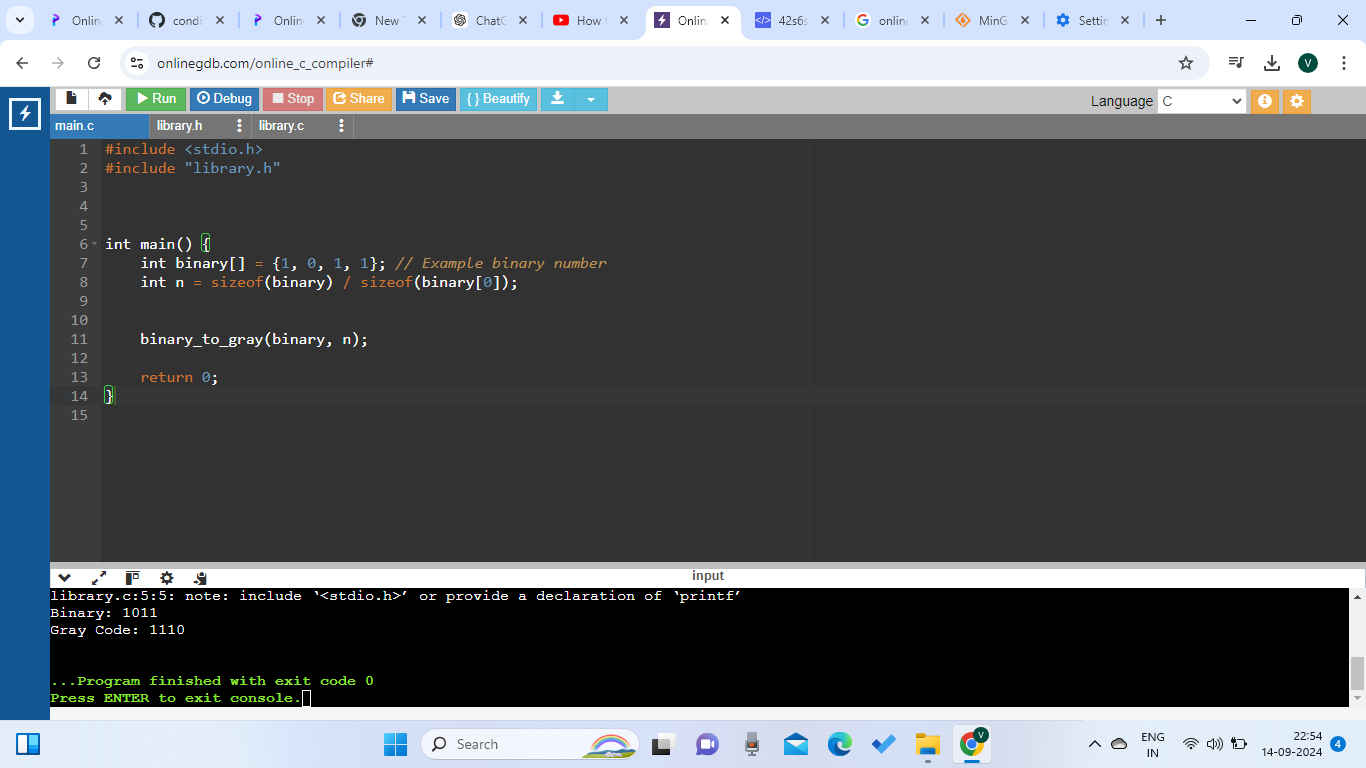 Onlin
condi
Onlin
New
ChatG
How t
Onlin
42s6s
onlin
MinG
Settin
onlinegdb.com/online_c_compiler#
V
Run Debug Stop Share Save { } Beautify
Language C
main.c library.h library.c
1 #include <stdio.h>
2 #include "library.h"
3
4
5
6 int main() {
7 int binary[] = {1, 0, 1, 1}; // Example binary number
8 int n = sizeof(binary) / sizeof(binary[0]);
9
10
11 binary_to_gray(binary, n);
12
13 return 0;
14 }
15
input
library.c:5:5: note: include ‘<stdio.h>’ or provide a declaration of ‘printf’
Binary: 1011
Gray Code: 1110
...Program finished with exit code 0
Press ENTER to exit console.
Search
V
ENG
IN
22:54
14-09-2024
4